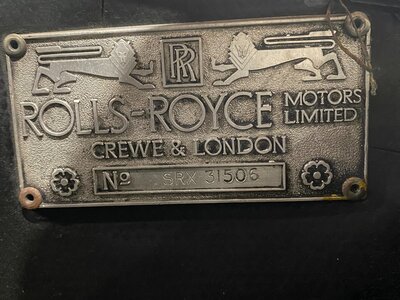 RR
ROLLS-ROYCE MOTORS LIMITED
CREWE & LONDON
No SRX 31506